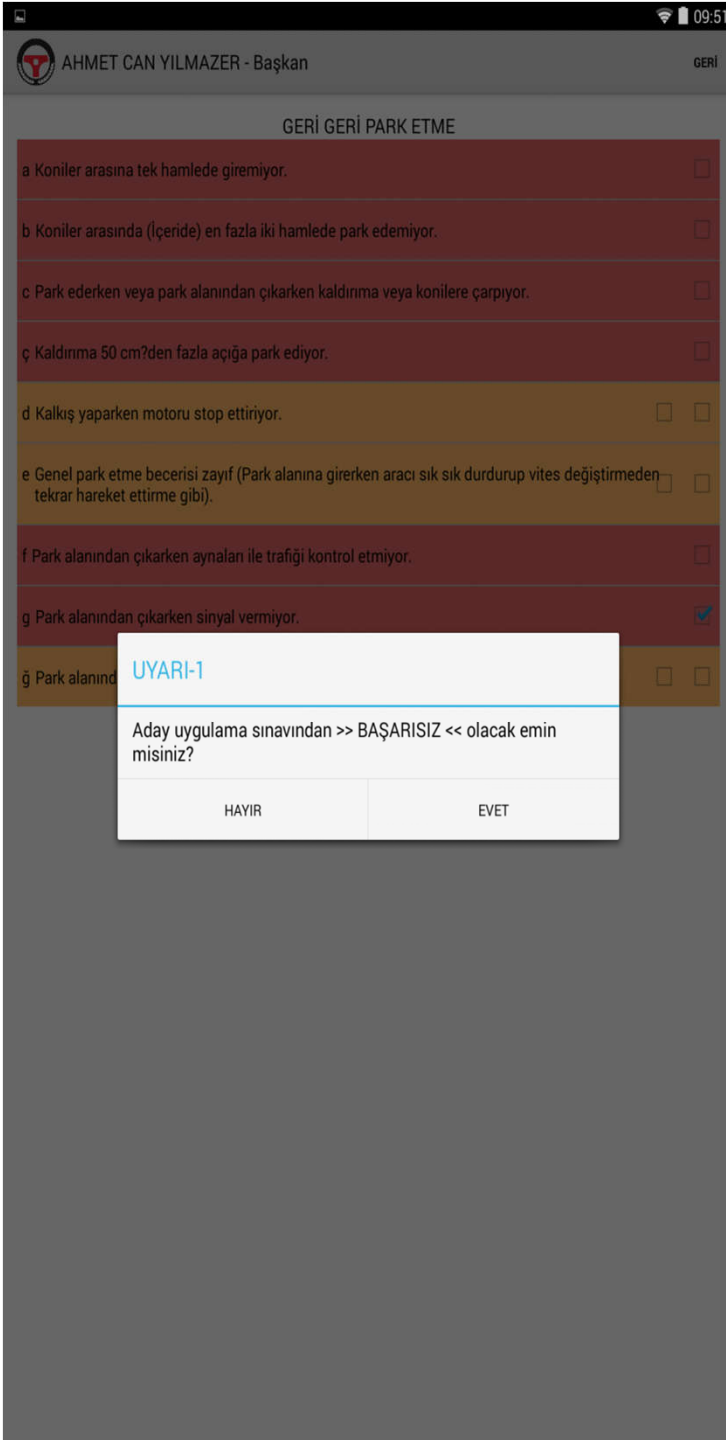 09:51
AHMET CAN YILMAZER - Başkan
GERİ
GERİ GERİ PARK ETME
a Koniler arasına tek hamlede giremiyor.
b Koniler arasında (İçeride) en fazla iki hamlede park edemiyor.
c Park ederken veya park alanından çıkarken kaldırıma veya konilere çarpıyor.
ç Kaldırıma 50 cm?den fazla açığa park ediyor.
d Kalkış yaparken motoru stop ettiriyor.
e Genel park etme becerisi zayıf (Park alanına girerken aracı sık sık durdurup vites değiştirmeden
tekrar hareket ettirme gibi).
f Park alanından çıkarken aynaları ile trafiği kontrol etmiyor.
g Park alanından çıkarken sinyal vermiyor.
ğ Park alanınd
UYARI-1
Aday uygulama sınavından >> BAŞARISIZ << olacak emin
misiniz?
HAYIR
EVET